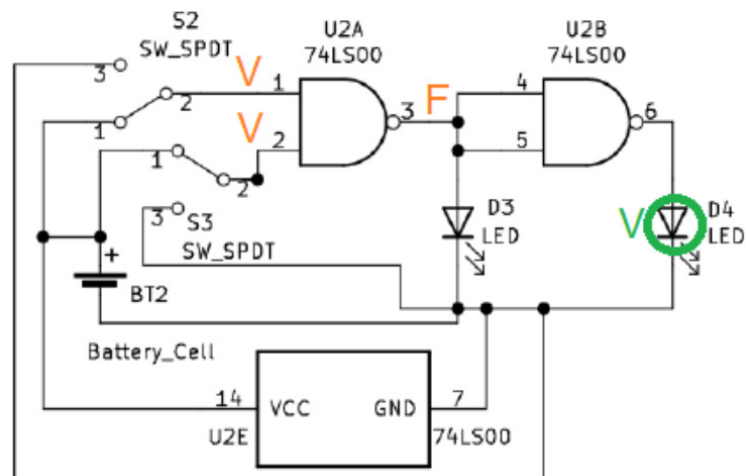 S2
SW_SPDT
3
2
1
V
1
V
2
U2A
74LS00
3
F
4
5
U2B
74LS00
6
1
2
3
S3
SW_SPDT
D3
LED
V
D4
LED
+
BT2
Battery_Cell
14
VCC
GND
7
U2E
74LS00